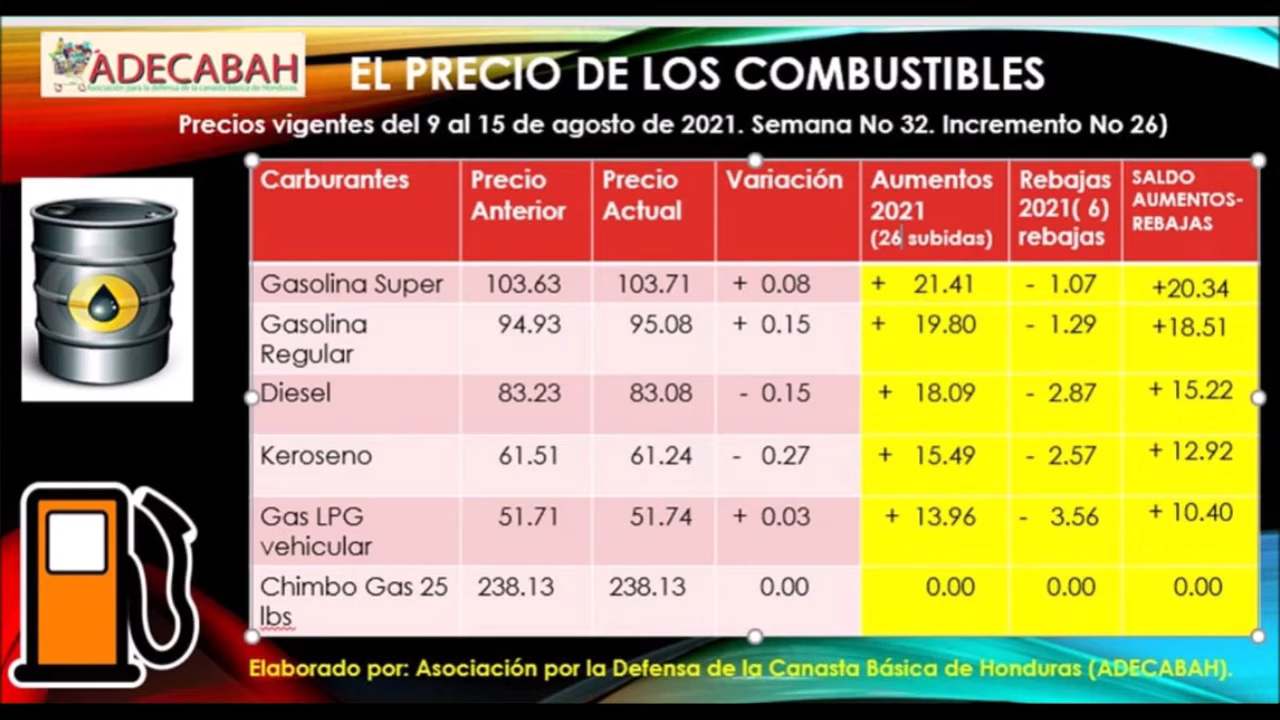 ADECABAH
Asociación para la defensa de la canasta básica de Honduras
EL PRECIO DE LOS COMBUSTIBLES
Precios vigentes del 9 al 15 de agosto de 2021. Semana No 32. Incremento No 26)
Carburantes Precio Anterior Precio Actual Variación Aumentos 2021 (26 subidas) Rebajas 2021( 6) rebajas SALDO AUMENTOS-REBAJAS
Gasolina Super 103.63 103.71 + 0.08 + 21.41 - 1.07 +20.34
Gasolina Regular 94.93 95.08 + 0.15 + 19.80 - 1.29 +18.51
Diesel 83.23 83.08 - 0.15 + 18.09 - 2.87 + 15.22
Keroseno 61.51 61.24 - 0.27 + 15.49 - 2.57 + 12.92
Gas LPG vehicular 51.71 51.74 + 0.03 + 13.96 - 3.56 + 10.40
Chimbo Gas 25 lbs 238.13 238.13 0.00 0.00 0.00 0.00
Elaborado por: Asociación por la Defensa de la Canasta Básica de Honduras (ADECABAH).